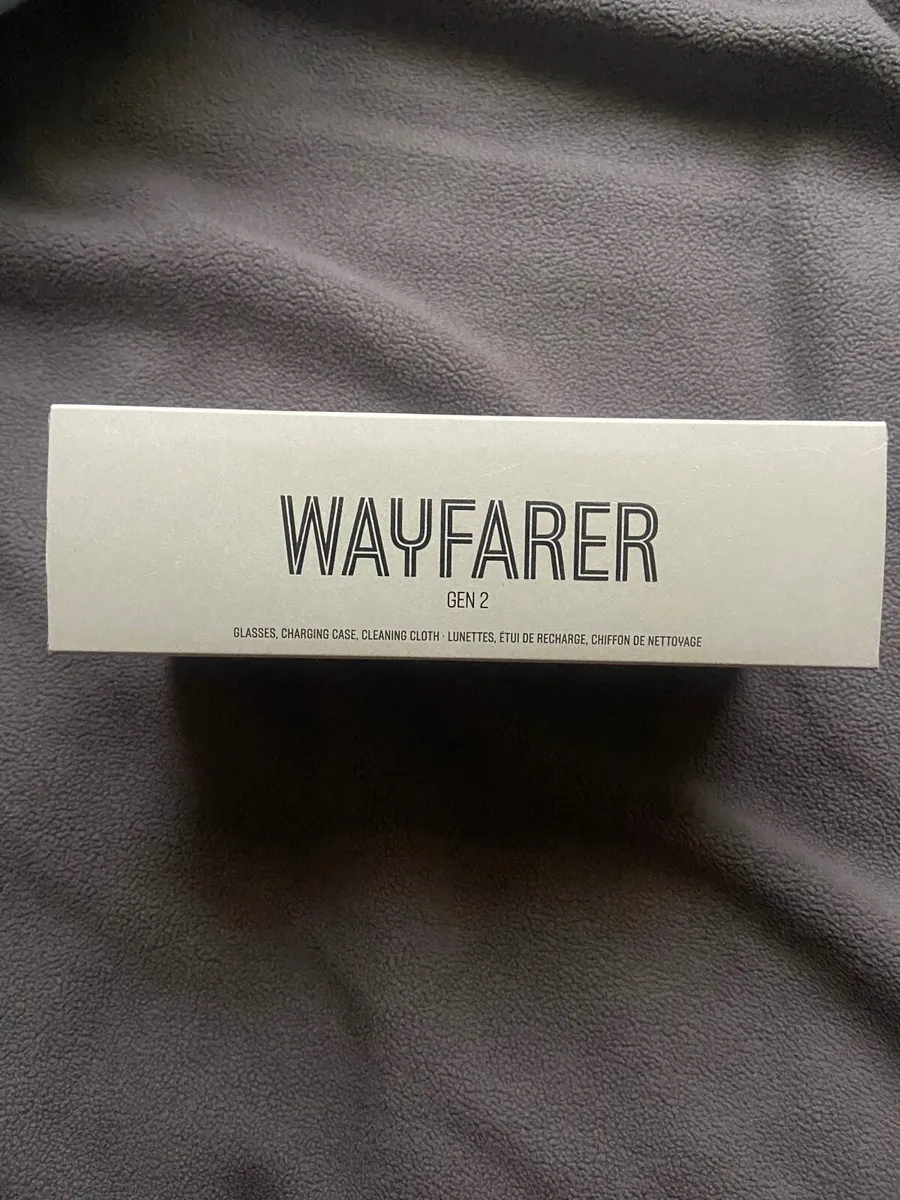 WAYFARER
GEN 2
GLASSES, CHARGING CASE, CLEANING CLOTH · LUNETTES, ÉTUI DE RECHARGE, CHIFFON DE NETTOYAGE